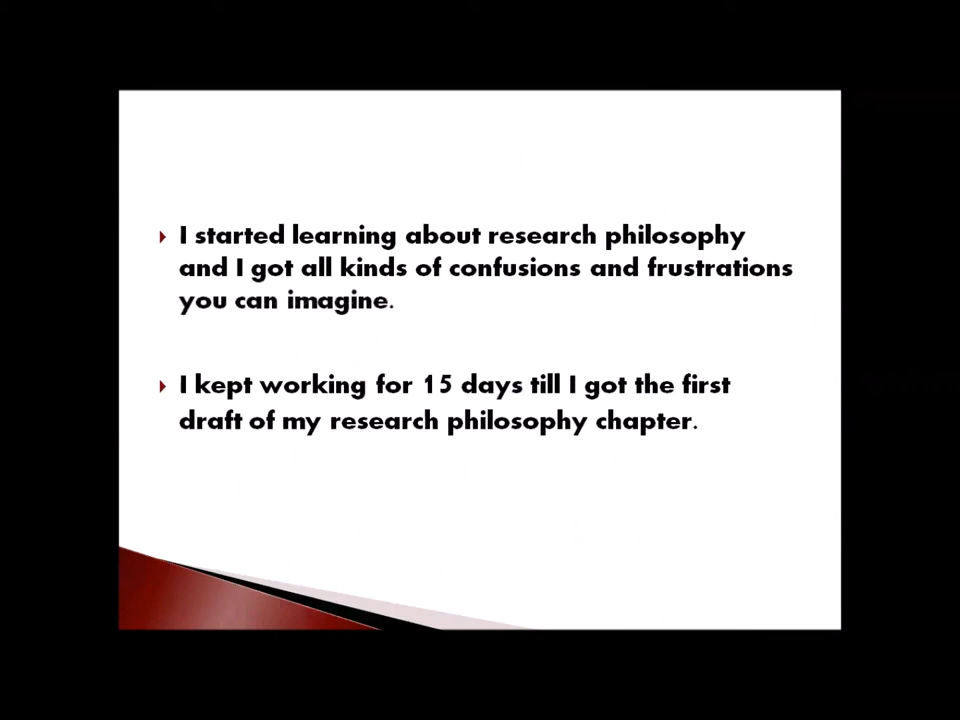 I started learning about research philosophy
and I got all kinds of confusions and frustrations
you can imagine.
I kept working for 15 days till I got the first
draft of my research philosophy chapter.